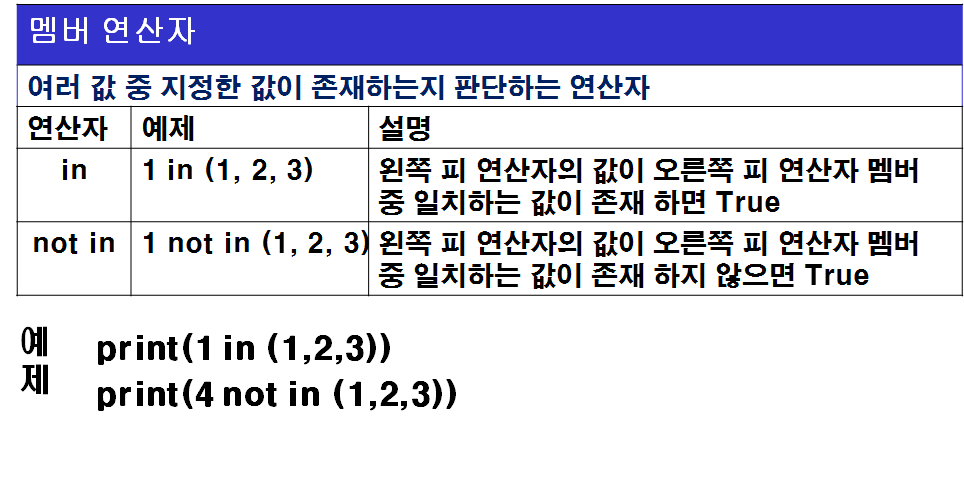 멤버 연산자
여러 값 중 지정한 값이 존재하는지 판단하는 연산자
연산자 예제 설명
in 1 in (1, 2, 3) 왼쪽 피 연산자의 값이 오른쪽 피 연산자 멤버
중 일치하는 값이 존재 하면 True
not in 1 not in (1, 2, 3) 왼쪽 피 연산자의 값이 오른쪽 피 연산자 멤버
중 일치하는 값이 존재 하지 않으면 True
예제
print(1 in (1,2,3))
print(4 not in (1,2,3))